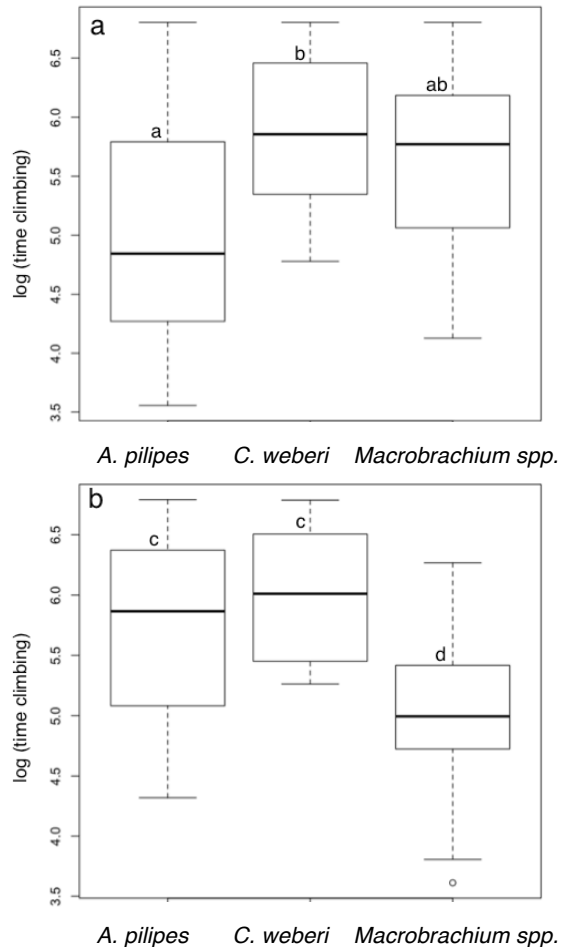 a
6.5
6.0
5.5
5.0
4.5
4.0
3.5
log (time climbing)
a
b
ab
A. pilipes C. weberi Macrobrachium spp.
b
6.5
6.0
5.5
5.0
4.5
4.0
3.5
log (time climbing)
c
c
d
A. pilipes C. weberi Macrobrachium spp.